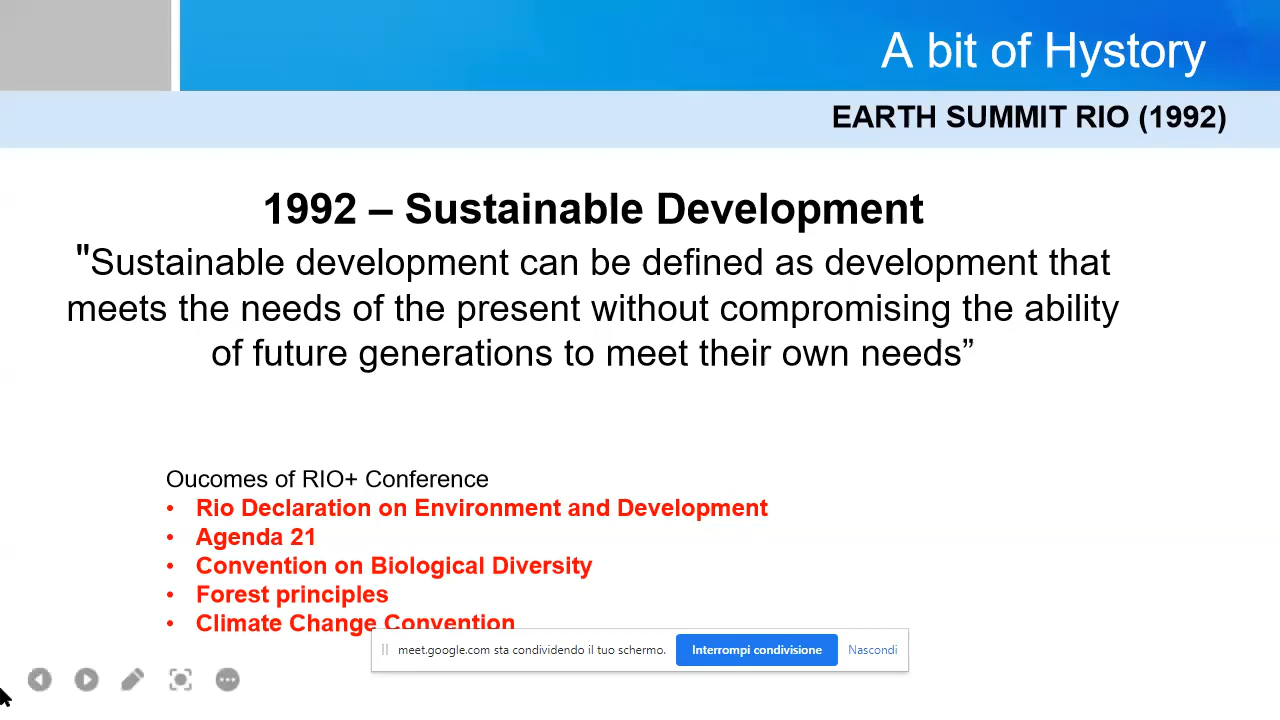 A bit of Hystory
EARTH SUMMIT RIO (1992)
1992 – Sustainable Development
"Sustainable development can be defined as development that
meets the needs of the present without compromising the ability
of future generations to meet their own needs”
Oucomes of RIO+ Conference
• Rio Declaration on Environment and Development
• Agenda 21
• Convention on Biological Diversity
• Forest principles
• Climate Change Convention
meet.google.com sta condividendo il tuo schermo. Interrompi condivisione Nascondi